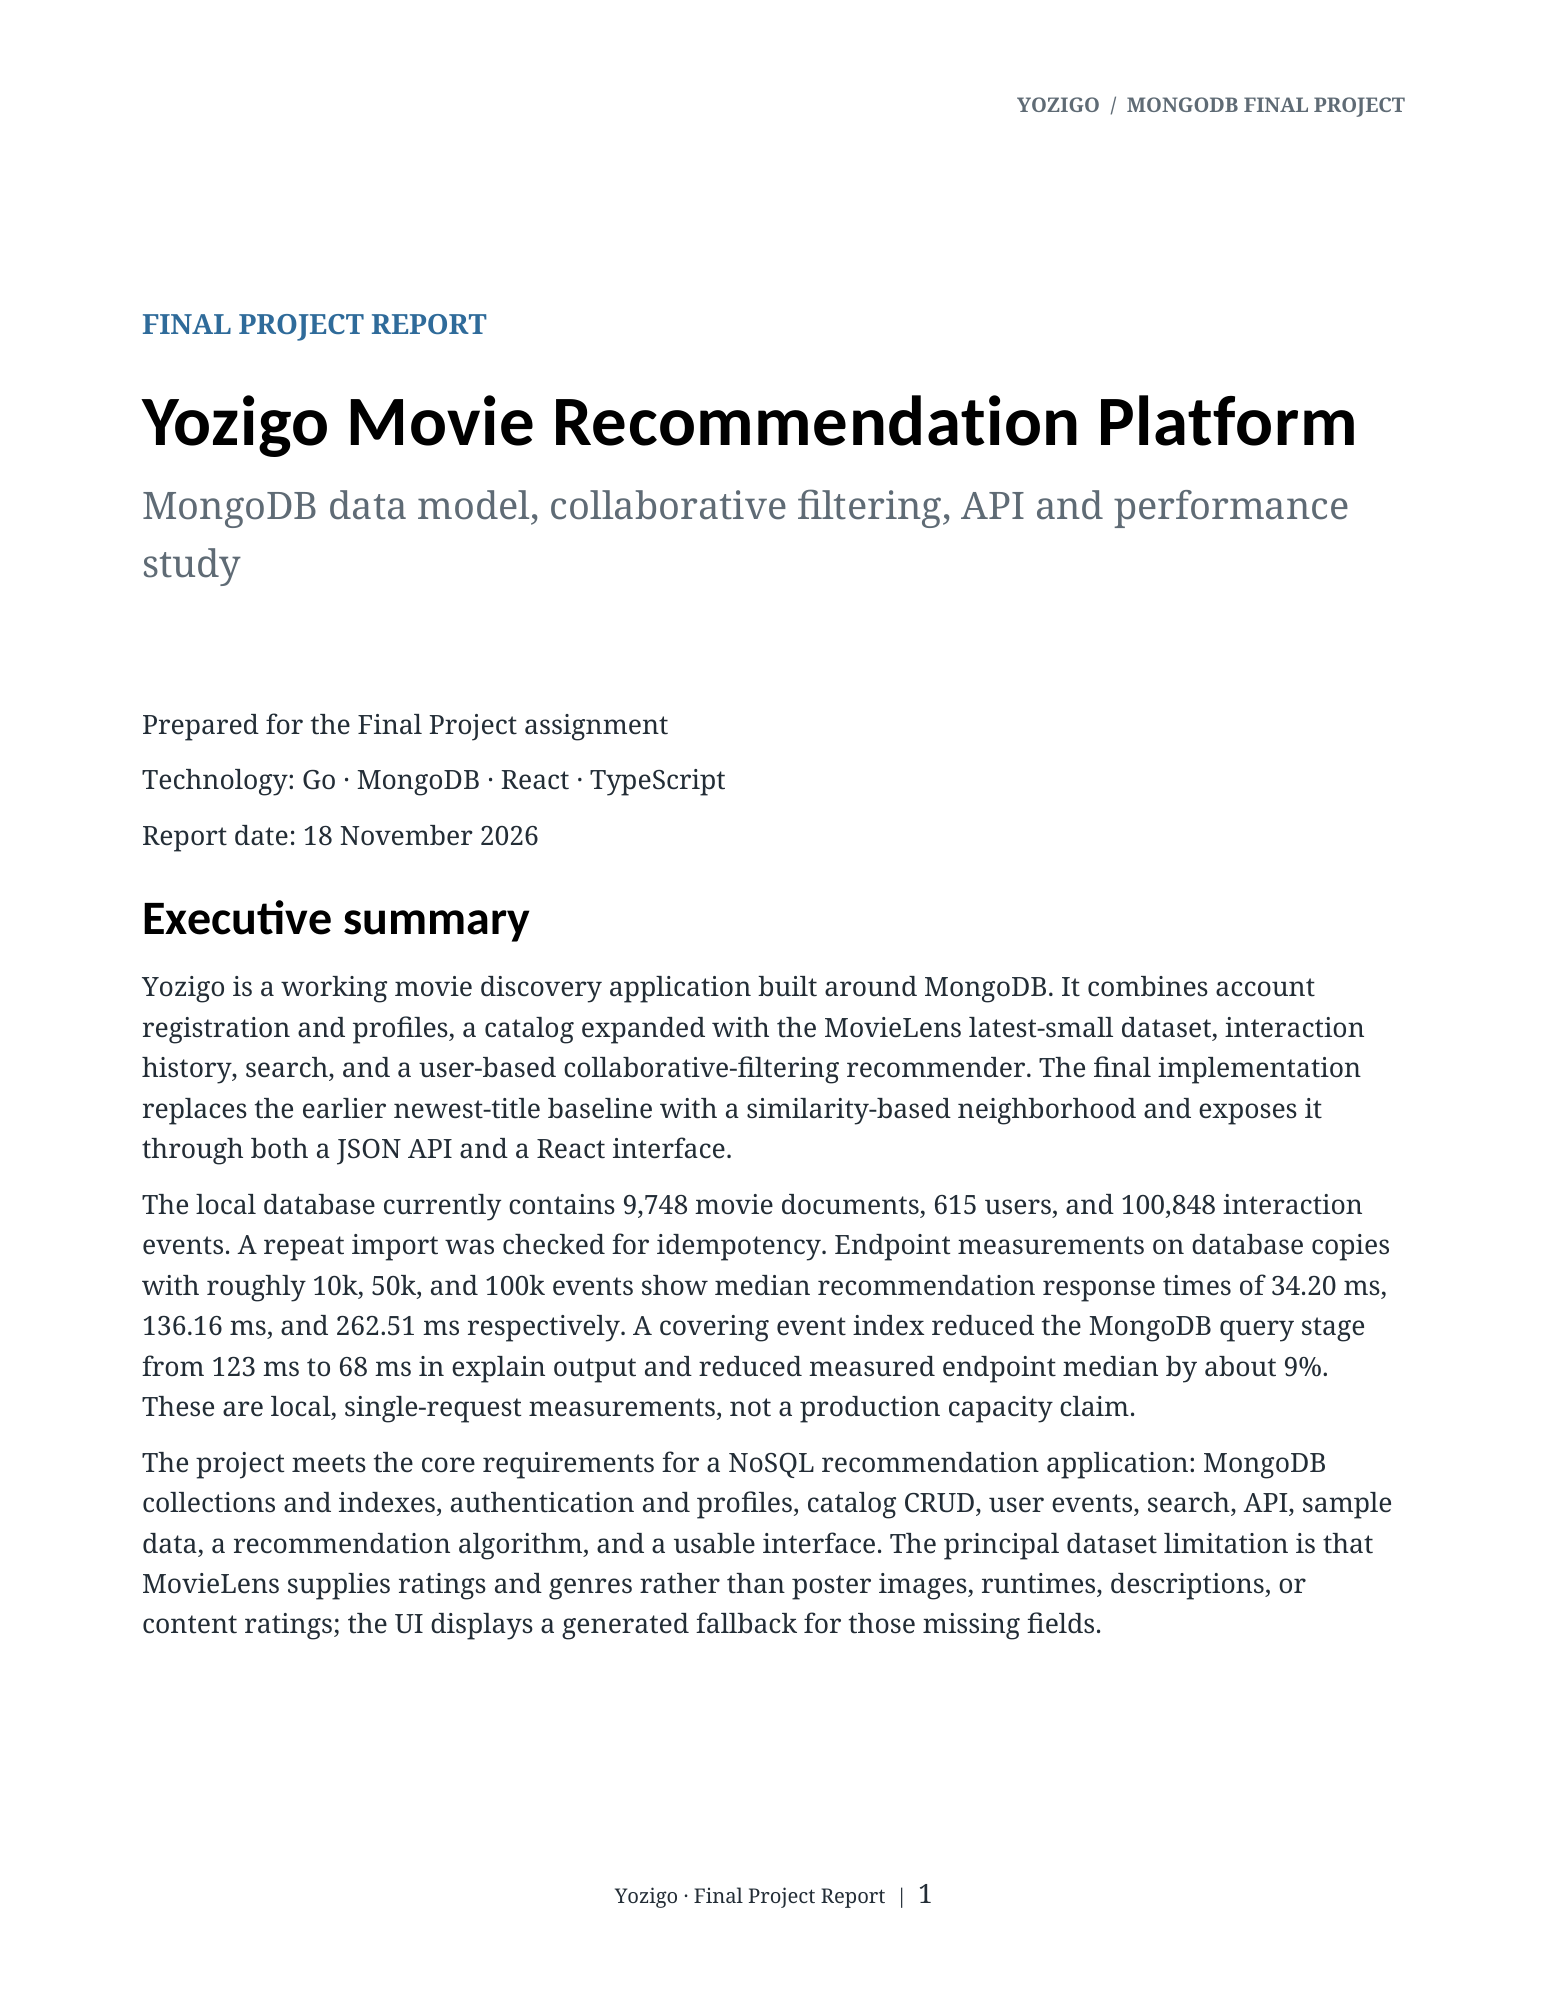 YOZIGO / MONGODB FINAL PROJECT
FINAL PROJECT REPORT
Yozigo Movie Recommendation Platform
MongoDB data model, collaborative filtering, API and performance
study
Prepared for the Final Project assignment
Technology: Go · MongoDB · React · TypeScript
Report date: 18 November 2026
Executive summary
Yozigo is a working movie discovery application built around MongoDB. It combines account
registration and profiles, a catalog expanded with the MovieLens latest-small dataset, interaction
history, search, and a user-based collaborative-filtering recommender. The final implementation
replaces the earlier newest-title baseline with a similarity-based neighborhood and exposes it
through both a JSON API and a React interface.
The local database currently contains 9,748 movie documents, 615 users, and 100,848 interaction
events. A repeat import was checked for idempotency. Endpoint measurements on database copies
with roughly 10k, 50k, and 100k events show median recommendation response times of 34.20 ms,
136.16 ms, and 262.51 ms respectively. A covering event index reduced the MongoDB query stage
from 123 ms to 68 ms in explain output and reduced measured endpoint median by about 9%.
These are local, single-request measurements, not a production capacity claim.
The project meets the core requirements for a NoSQL recommendation application: MongoDB
collections and indexes, authentication and profiles, catalog CRUD, user events, search, API, sample
data, a recommendation algorithm, and a usable interface. The principal dataset limitation is that
MovieLens supplies ratings and genres rather than poster images, runtimes, descriptions, or
content ratings; the UI displays a generated fallback for those missing fields.
Yozigo · Final Project Report | 1